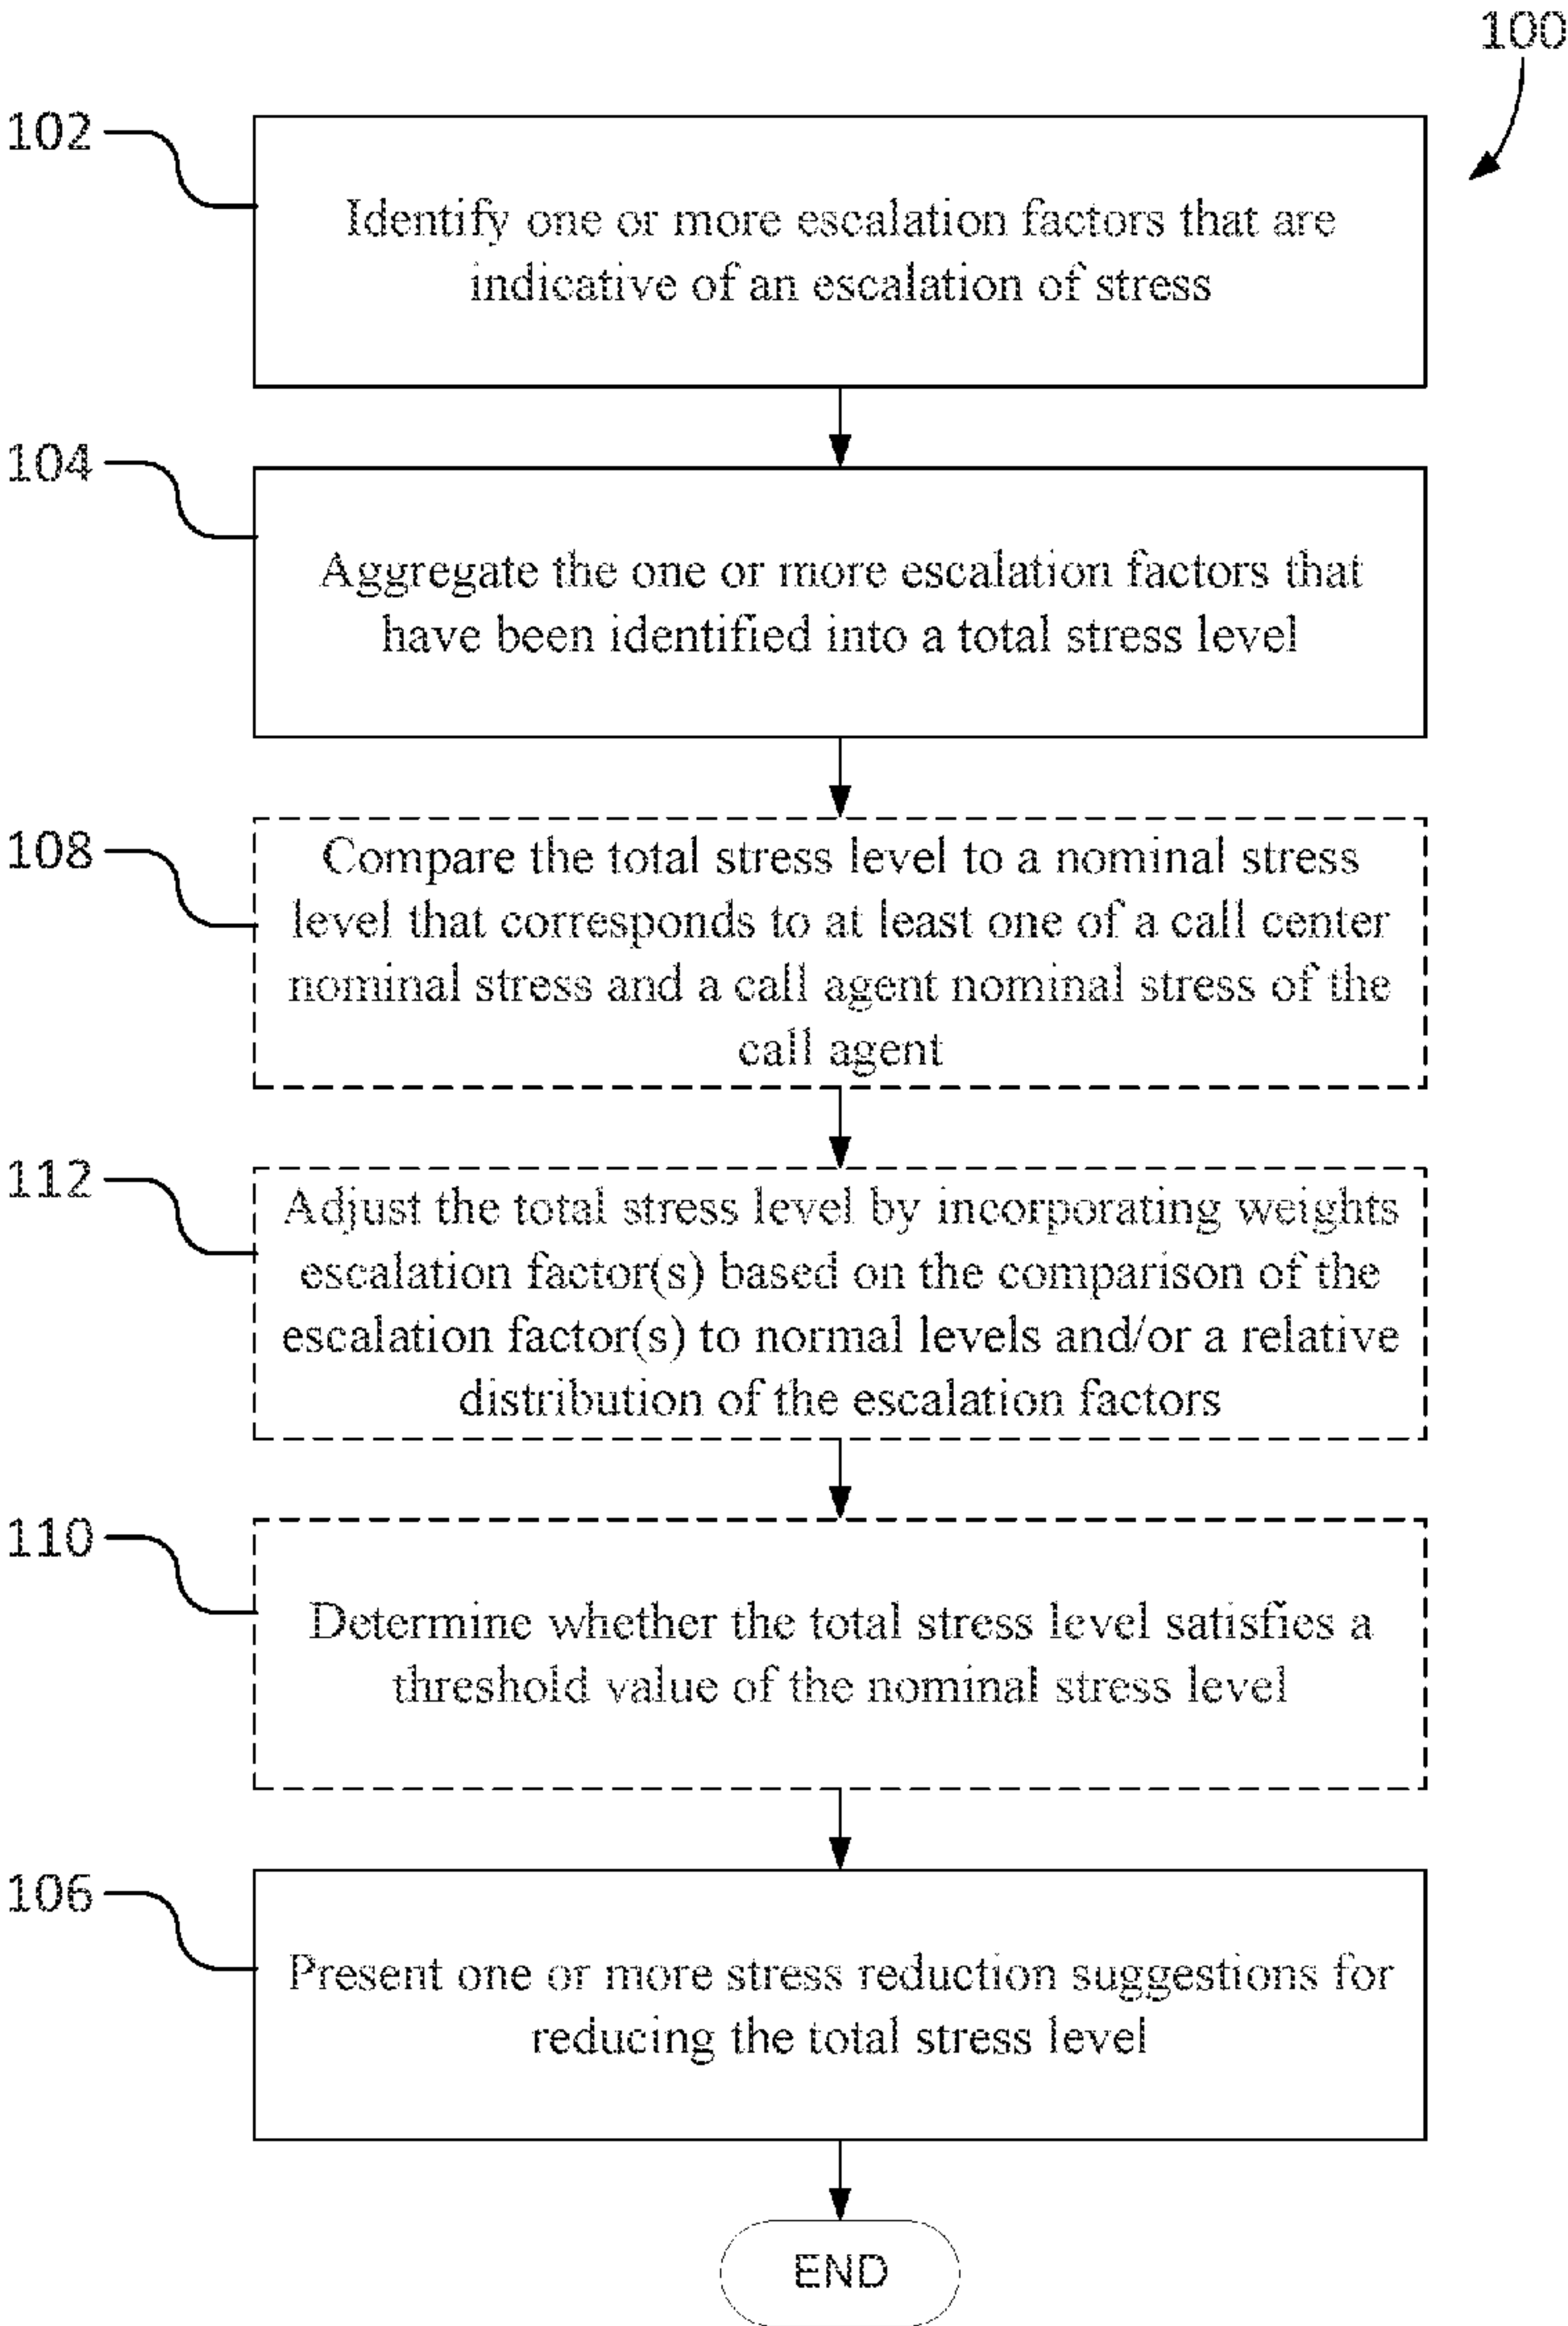 100
102
Identify one or more escalation factors that are
indicative of an escalation of stress
104
Aggregate the one or more escalation factors that
have been identified into a total stress level
108
Compare the total stress level to a nominal stress
level that corresponds to at least one of a call center
nominal stress and a call agent nominal stress of the
call agent
112
Adjust the total stress level by incorporating weights
escalation factor(s) based on the comparison of the
escalation factor(s) to normal levels and/or a relative
distribution of the escalation factors
110
Determine whether the total stress level satisfies a
threshold value of the nominal stress level
106
Present one or more stress reduction suggestions for
reducing the total stress level
END